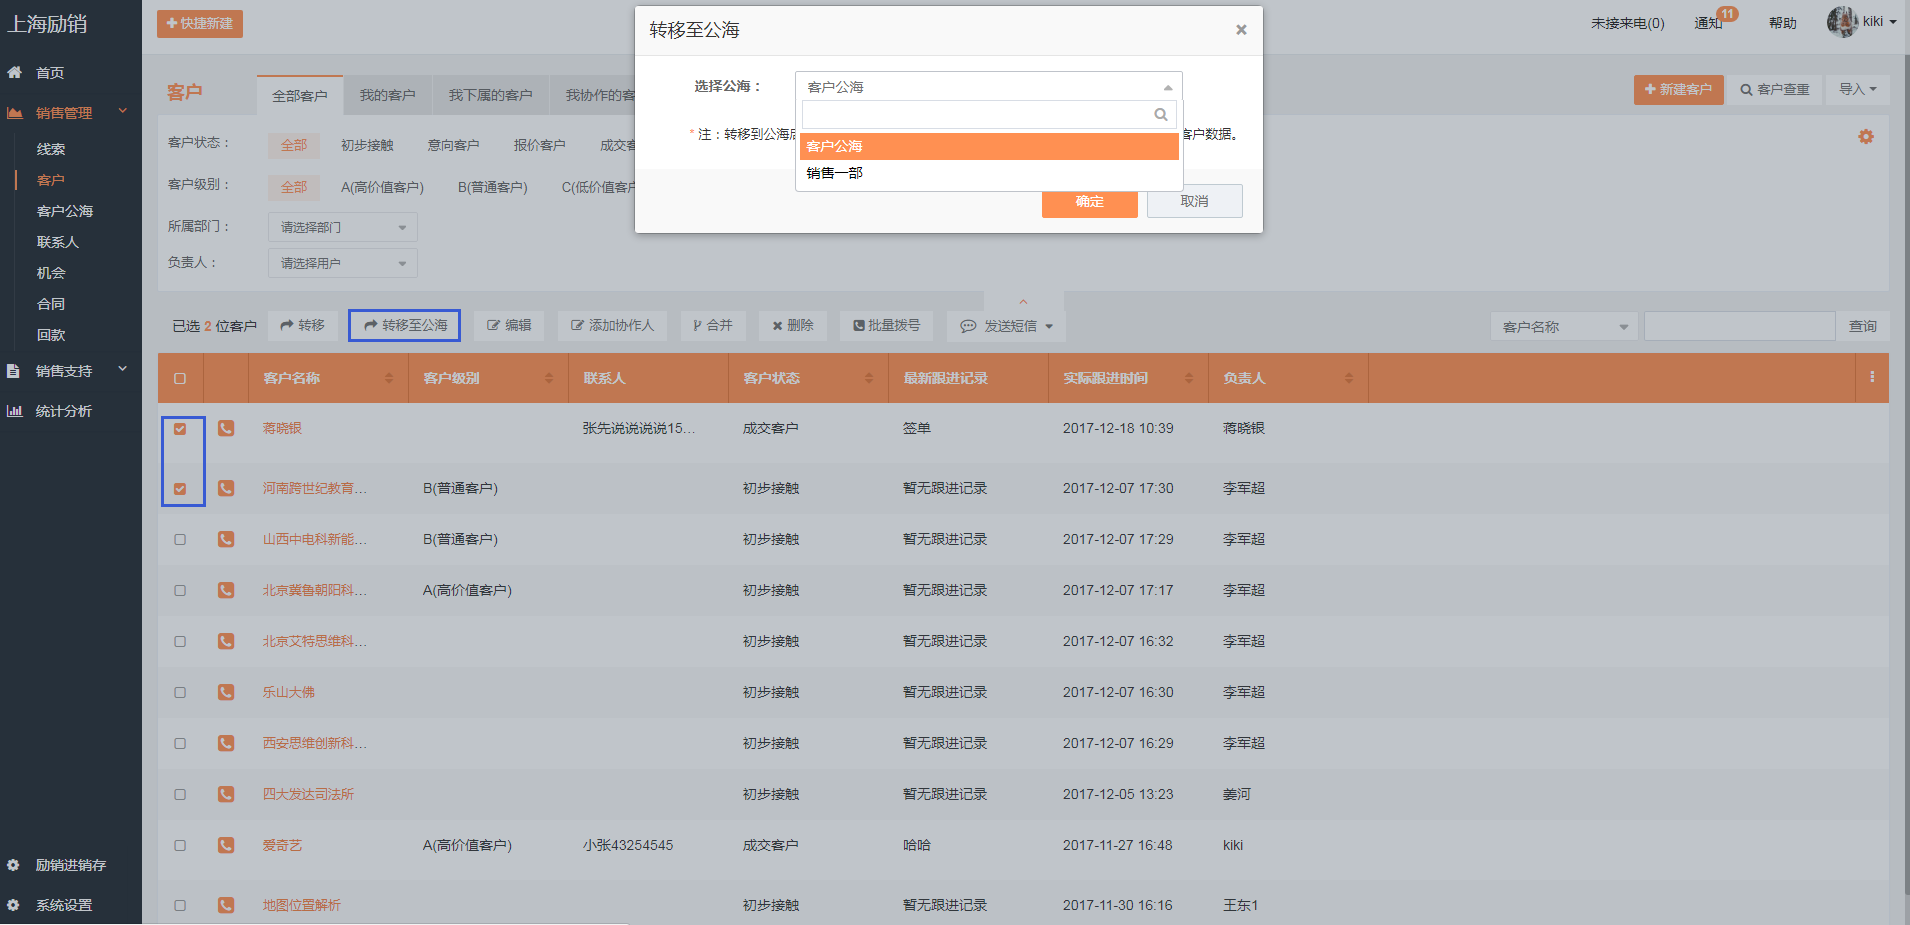 上海励销
首页
销售管理
线索
客户
客户公海
联系人
机会
合同
回款
销售支持
统计分析
励销进销存
系统设置
快捷新建
未接来电(0) 通知 11 帮助 kiki
转移至公海 ×
选择公海： 客户公海
客户公海
销售一部
* 注：转移到公海后 客户数据。
确定 取消
客户 全部客户 我的客户 我下属的客户 我协作的客
新建客户 客户查重 导入
客户状态： 全部 初步接触 意向客户 报价客户 成交客
客户级别： 全部 A(高价值客户) B(普通客户) C(低价值客户
所属部门： 请选择部门
负责人： 请选择用户
已选 2 位客户 转移 转移至公海 编辑 添加协作人 合并 删除 批量拨号 发送短信 客户名称 查询
客户名称 客户级别 联系人 客户状态 最新跟进记录 实际跟进时间 负责人
蒋晓银 张先说说说说15... 成交客户 签单 2017-12-18 10:39 蒋晓银
河南跨世纪教育... B(普通客户) 初步接触 暂无跟进记录 2017-12-07 17:30 李军超
山西中电科新能... B(普通客户) 初步接触 暂无跟进记录 2017-12-07 17:29 李军超
北京冀鲁朝阳科... A(高价值客户) 初步接触 暂无跟进记录 2017-12-07 17:17 李军超
北京艾特思维科... 初步接触 暂无跟进记录 2017-12-07 16:32 李军超
乐山大佛 初步接触 暂无跟进记录 2017-12-07 16:30 李军超
西安思维创新科... 初步接触 暂无跟进记录 2017-12-07 16:29 李军超
四大发达司法所 初步接触 暂无跟进记录 2017-12-05 13:23 姜河
爱奇艺 A(高价值客户) 小张43254545 成交客户 哈哈 2017-11-27 16:48 kiki
地图位置解析 初步接触 暂无跟进记录 2017-11-30 16:16 王东1